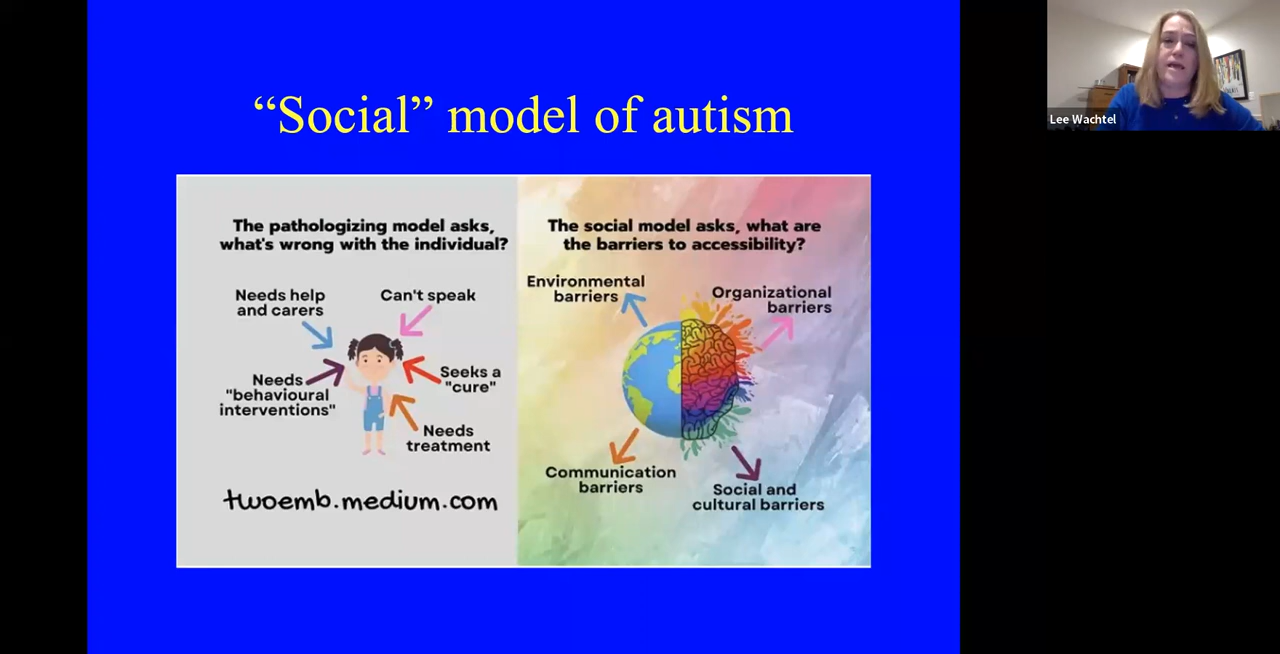 “Social” model of autism
The pathologizing model asks,
what's wrong with the individual?
Needs help
and carers
Can't speak
Needs
"behavioural
interventions"
Seeks a
"cure"
Needs
treatment
twoemb.medium.com
The social model asks, what are
the barriers to accessibility?
Environmental
barriers
Organizational
barriers
Communication
barriers
Social and
cultural barriers
Lee Wachtel